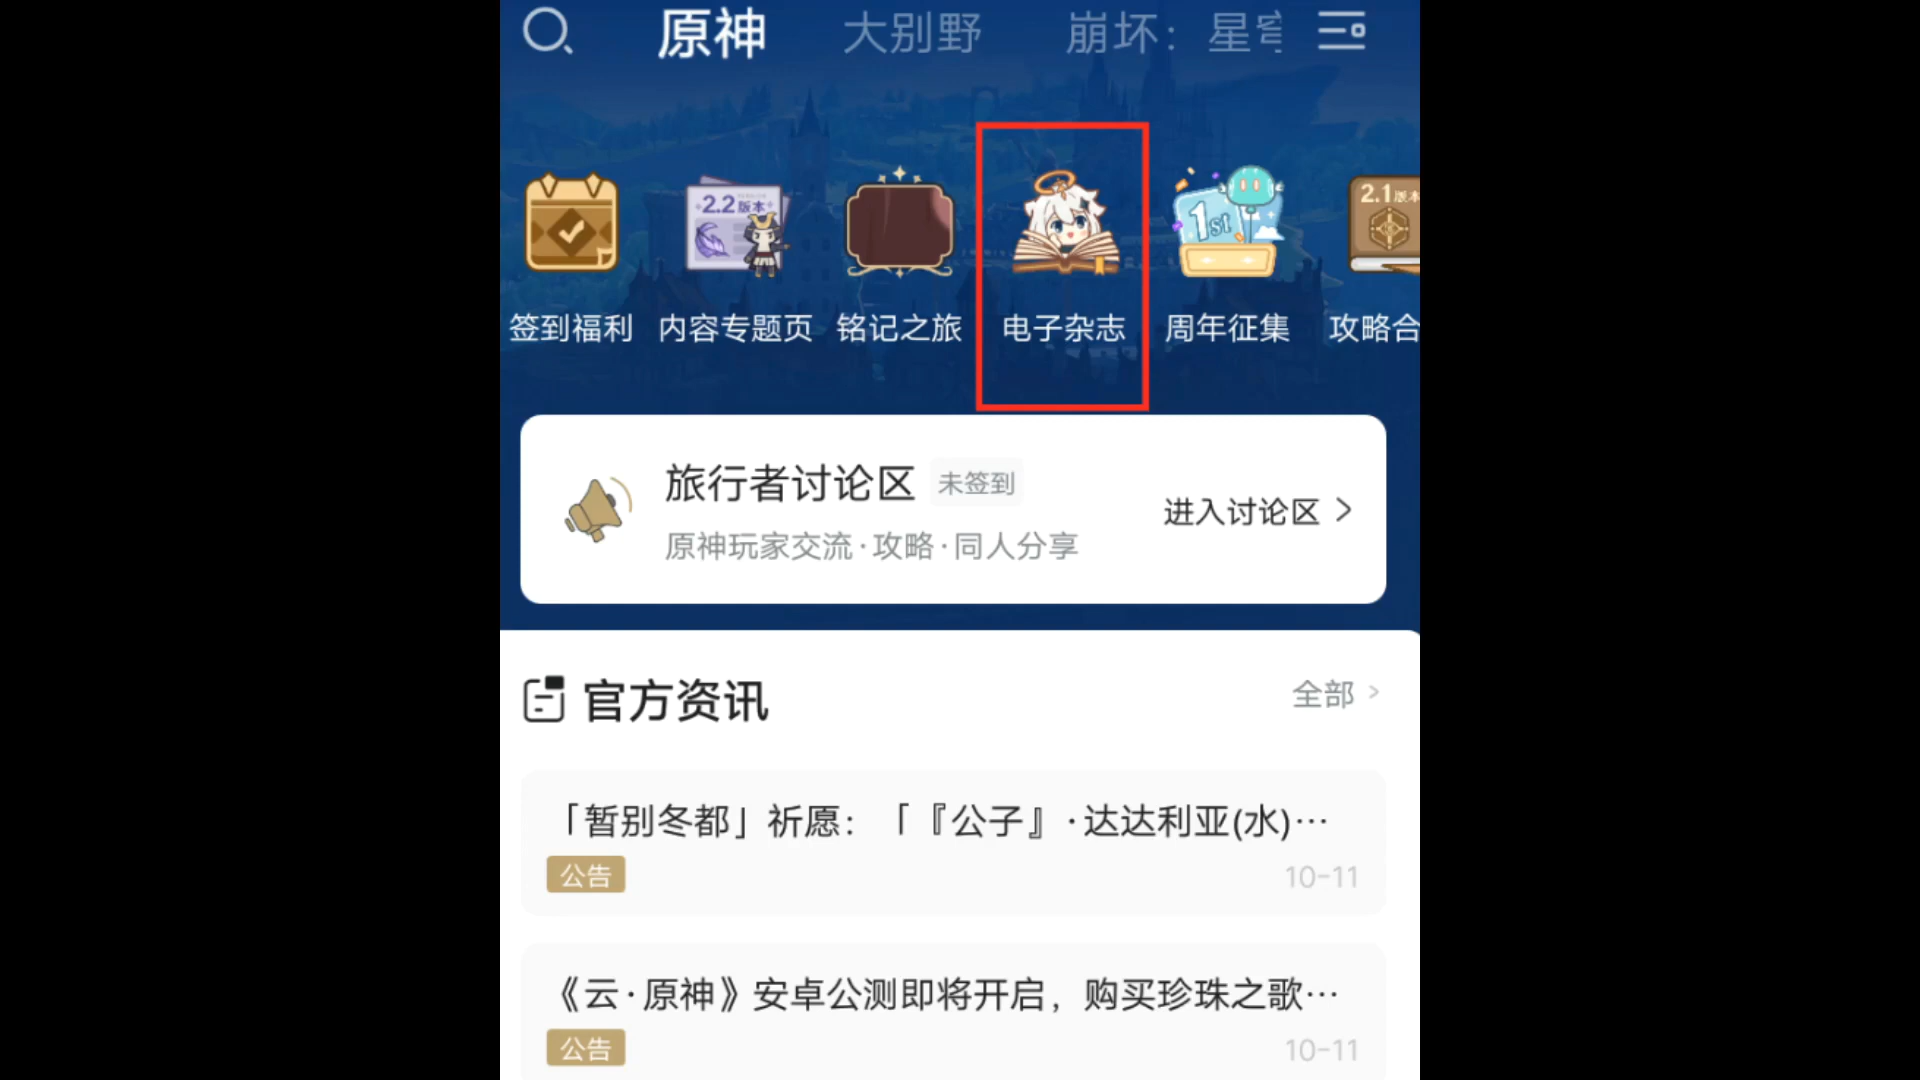 原神 大别野 崩坏：星穹
2.2版本 1st 2.1版本
签到福利 内容专题页 铭记之旅 电子杂志 周年征集 攻略合
旅行者讨论区 未签到
进入讨论区
原神玩家交流·攻略·同人分享
官方资讯 全部
「暂别冬都」祈愿：「『公子』·达达利亚(水)…
公告 10-11
《云·原神》安卓公测即将开启，购买珍珠之歌…
公告 10-11